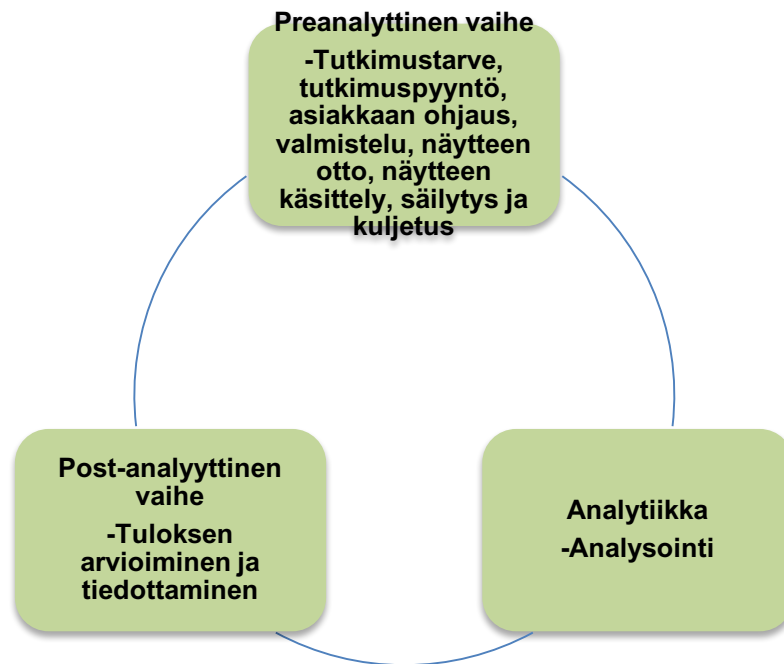 Preanalyttinen vaihe
-Tutkimustarve,
tutkimuspyyntö,
asiakkaan ohjaus,
valmistelu, näytteen
otto, näytteen
käsittely, säilytys ja
kuljetus
Post-analyyttinen
vaihe
-Tuloksen
arvioiminen ja
tiedottaminen
Analytiikka
-Analysointi